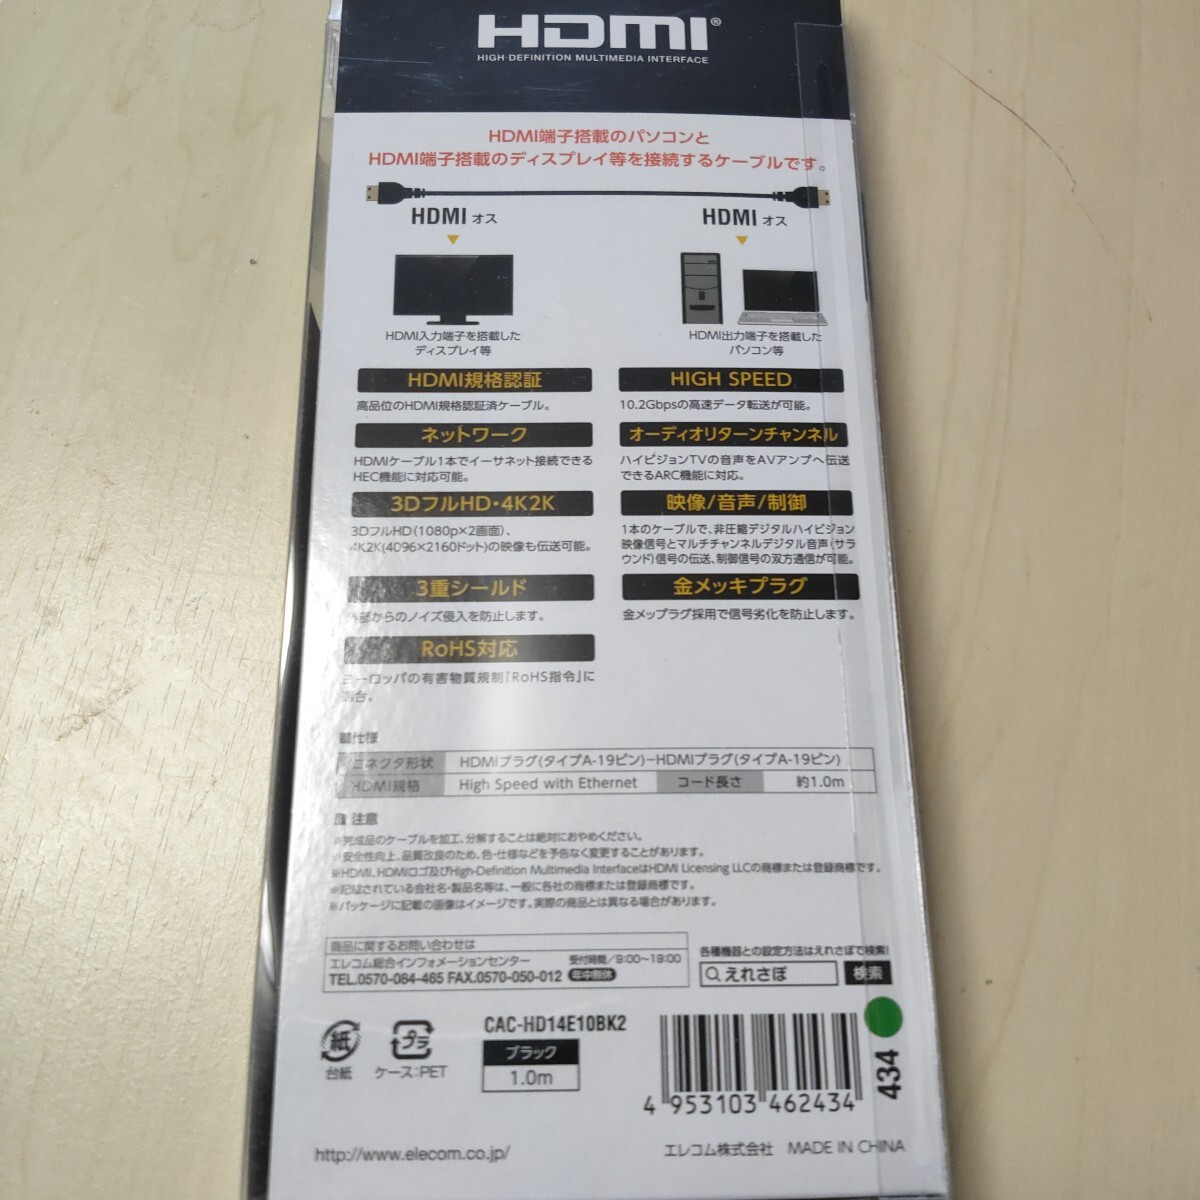 HDMI®
HIGH-DEFINITION MULTIMEDIA INTERFACE
HDMI端子搭載のパソコンと
HDMI端子搭載のディスプレイ等を接続するケーブルです。
HDMI オス
HDMI オス
HDMI入力端子を搭載した
ディスプレイ等
HDMI出力端子を搭載した
パソコン等
HDMI規格認証
高品位のHDMI規格認証済ケーブル。
HIGH SPEED
10.2Gbpsの高速データ転送が可能。
ネットワーク
HDMIケーブル1本でイーサネット接続できる
HEC機能に対応可能。
オーディオリターンチャンネル
ハイビジョンTVの音声をAVアンプへ伝送
できるARC機能に対応。
3DフルHD・4K2K
3DフルHD(1080p×2画面)、
4K2K(4096×2160ドット)の映像も伝送可能。
映像/音声/制御
1本のケーブルで、非圧縮デジタルハイビジョン
映像信号とマルチチャンネルデジタル音声(サラ
ウンド)信号の伝送、制御信号の双方通信が可能。
3重シールド
外部からのノイズ侵入を防止します。
金メッキプラグ
金メップラグ採用で信号劣化を防止します。
RoHS対応
ヨーロッパの有害物質規制「RoHS指令」に
適合。
■仕様
コネクタ形状 HDMIプラグ(タイプA-19ピン)−HDMIプラグ(タイプA-19ピン)
HDMI規格 High Speed with Ethernet コード長さ 約1.0m
注意
※完成品のケーブルを加工、分解することは絶対におやめください。
※安全性向上、品質改良のため、色・仕様などを予告なく変更することがあります。
※HDMI、HDMIロゴ及びHigh-Definition Multimedia InterfaceはHDMI Licensing LLCの商標または登録商標です。
※記載されている会社名・製品名等は、一般に各社の商標または登録商標です。
※パッケージに記載の画像はイメージです。実際の商品とは異なる場合があります。
商品に関するお問い合わせは
エレコム総合インフォメーションセンター 受付時間/9:00〜19:00
TEL.0570-084-465 FAX.0570-050-012 年中無休
各種機器との設定方法はえれさぽで検索!
えれさぽ 検索
紙
台紙
プラ
ケース:PET
CAC-HD14E10BK2
ブラック
1.0m
4 953103 462434
434
http://www.elecom.co.jp/
エレコム株式会社 MADE IN CHINA